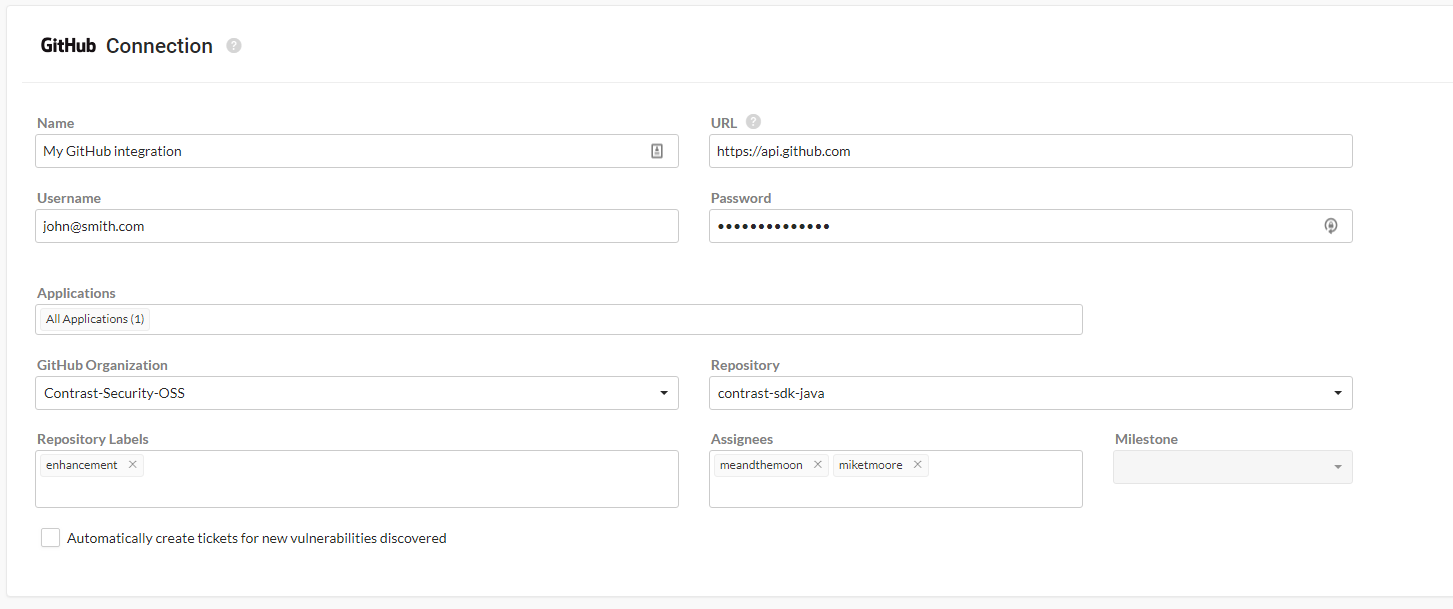 GitHub Connection ?
Name
My GitHub integration
URL ?
https://api.github.com
Username
john@smith.com
Password
••••••••••••••
Applications
All Applications (1)
GitHub Organization
Contrast-Security-OSS
Repository
contrast-sdk-java
Repository Labels
enhancement ×
Assignees
meandthemoon × miketmoore ×
Milestone
Automatically create tickets for new vulnerabilities discovered